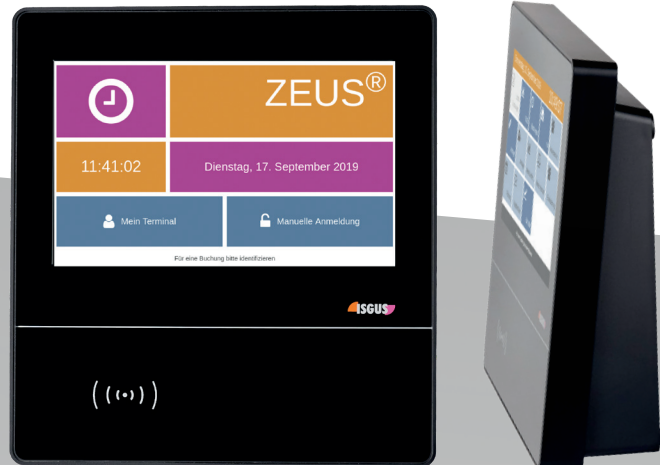 ZEUS®
11:41:02
Dienstag, 17. September 2019
Mein Terminal
Manuelle Anmeldung
Für eine Buchung bitte identifizieren
ISGUS